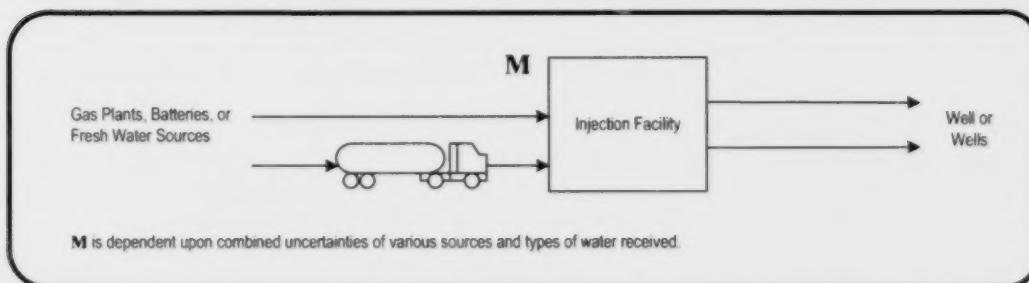 M
Gas Plants, Batteries, or
Fresh Water Sources
Injection Facility
Well or
Wells
M is dependent upon combined uncertainties of various sources and types of water received.